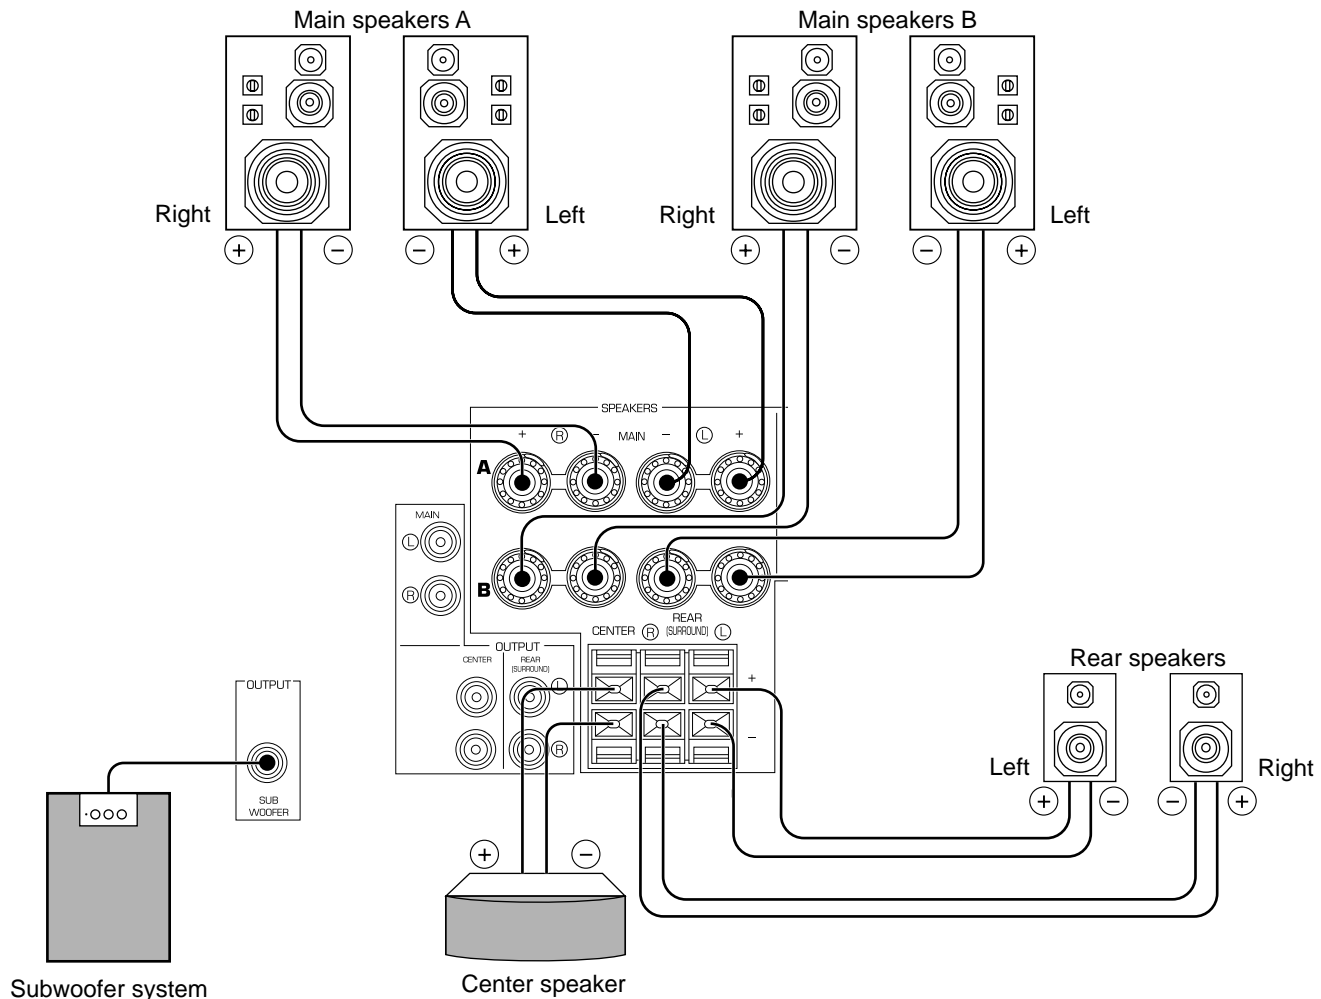 Main speakers A
Main speakers B
Right
Left
Right
Left
+ −
− +
+ −
− +
SPEAKERS
+ R − MAIN − L +
A
MAIN
L
R
B
REAR
CENTER R (SURROUND) L
OUTPUT
CENTER
REAR
(SURROUND)
L
R
+
−
OUTPUT
SUB
WOOFER
Rear speakers
Left
Right
+ −
− +
+ −
Subwoofer system
Center speaker